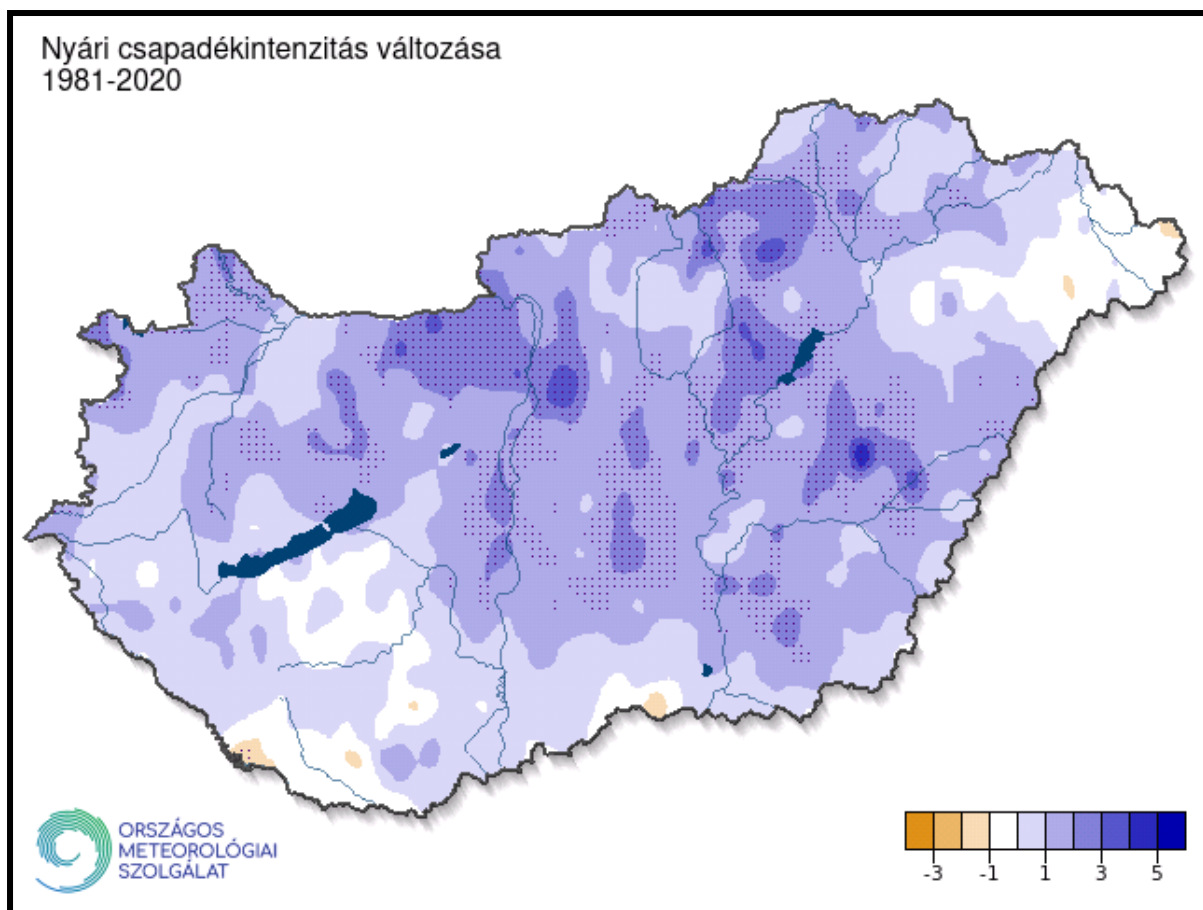 Nyári csapadékintenzitás változása
1981-2020
ORSZÁGOS
METEOROLÓGIAI
SZOLGÁLAT
-3 -1 1 3 5